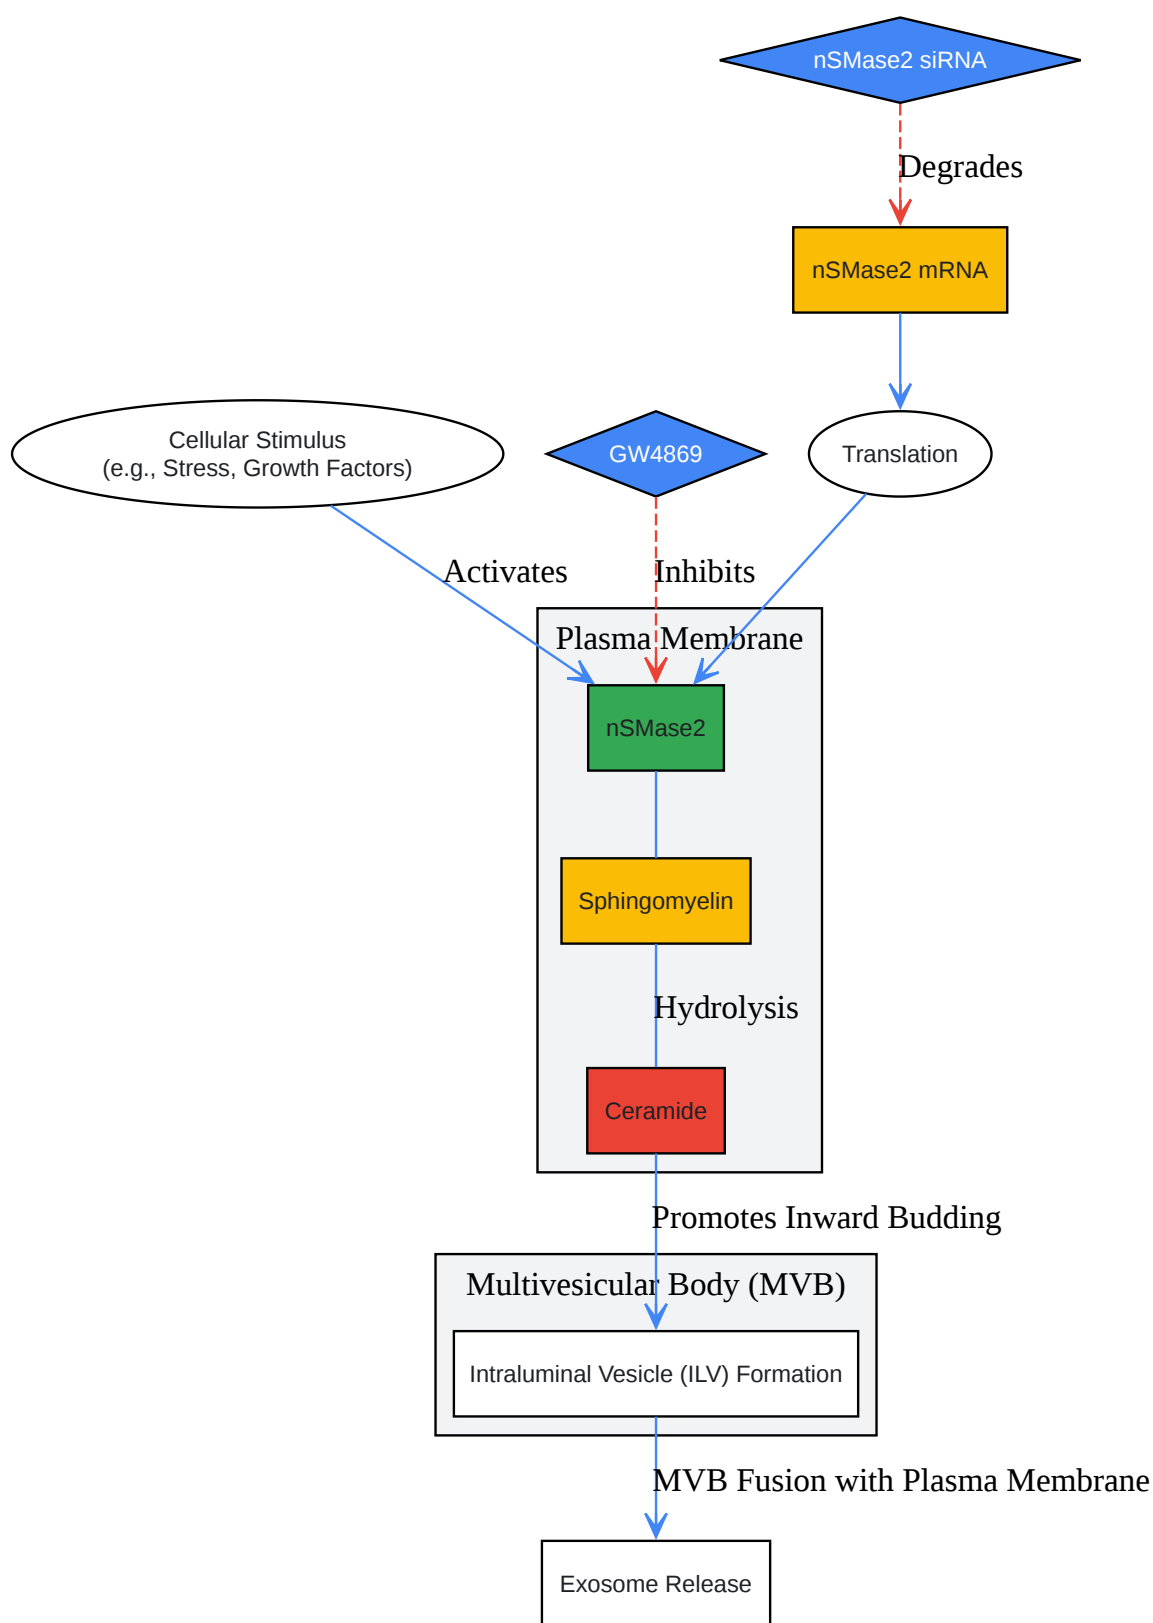 nSMase2 siRNA
Degrades
nSMase2 mRNA
Cellular Stimulus
(e.g., Stress, Growth Factors)
GW4869
Translation
Activates
Inhibits
Plasma Membrane
nSMase2
Sphingomyelin
Hydrolysis
Ceramide
Promotes Inward Budding
Multivesicular Body (MVB)
Intraluminal Vesicle (ILV) Formation
MVB Fusion with Plasma Membrane
Exosome Release